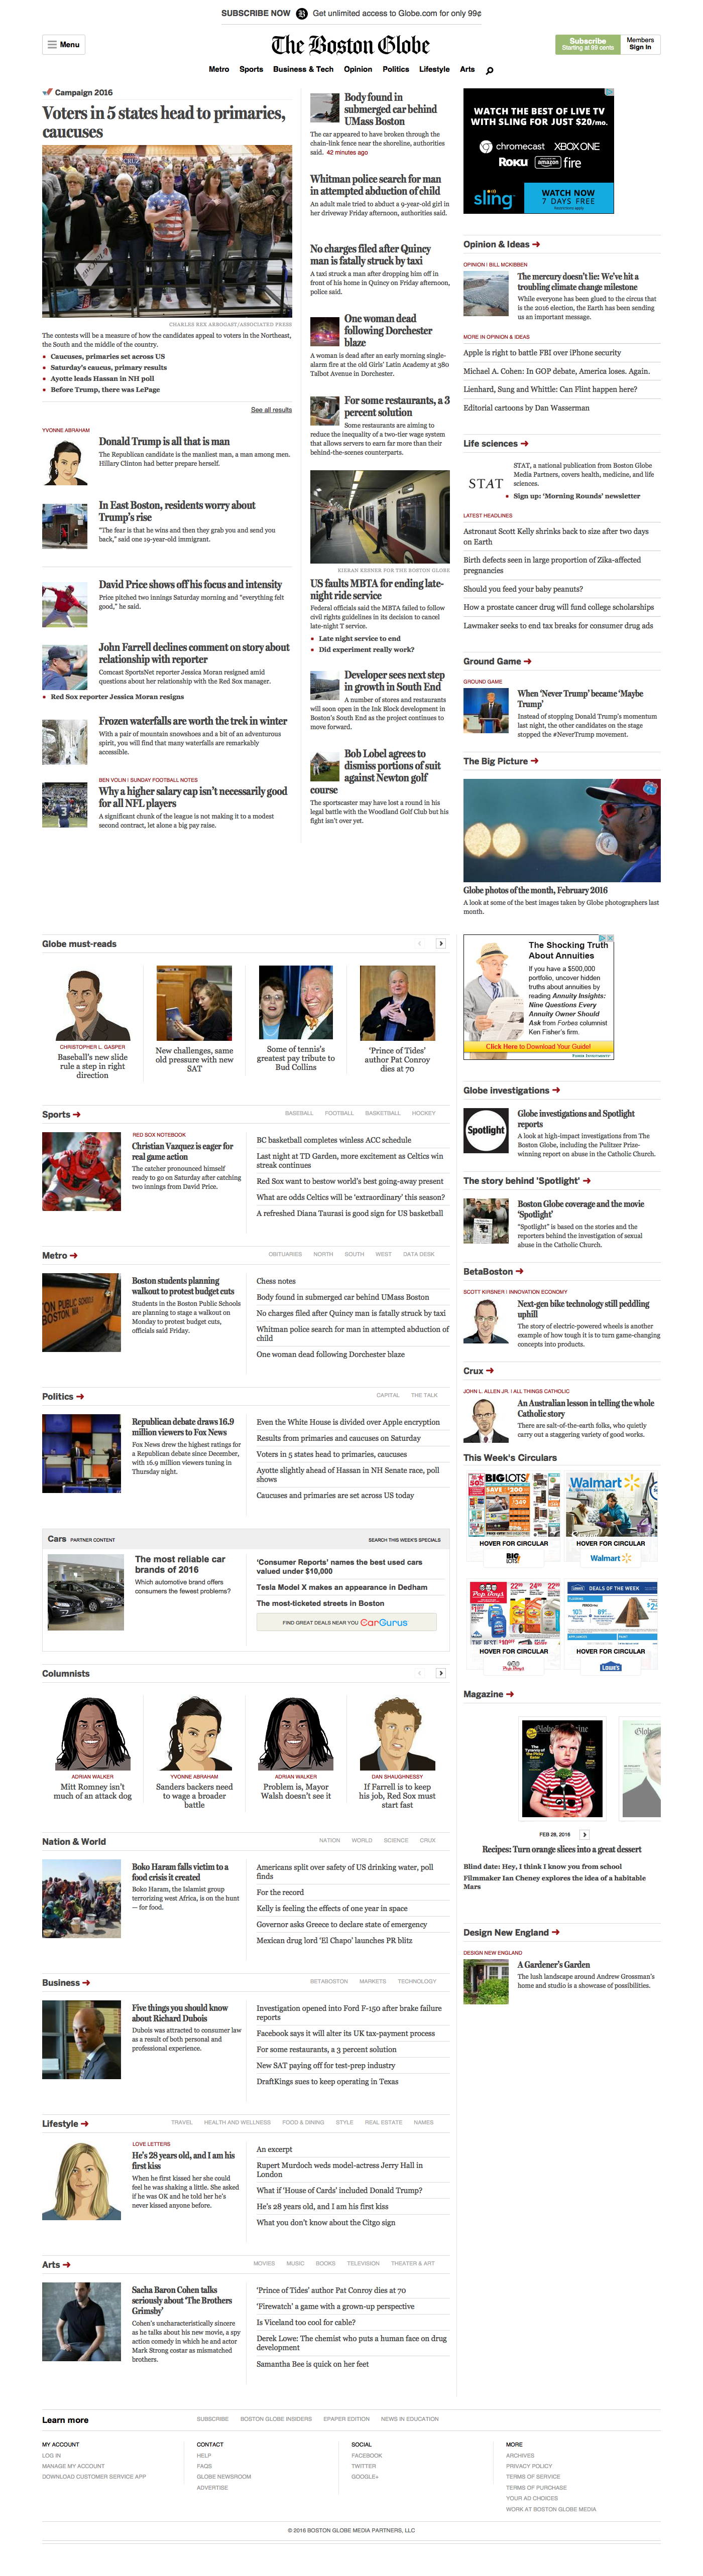 SUBSCRIBE NOW Get unlimited access to Globe.com for only 99¢
Menu
The Boston Globe
Subscribe
Starting at 99 cents
Members
Sign In
Metro Sports Business & Tech Opinion Politics Lifestyle Arts
Campaign 2016
Voters in 5 states head to primaries,
caucuses
CHARLES REX ARBOGAST/ASSOCIATED PRESS
The contests will be a measure of how the candidates appeal to voters in the Northeast,
the South and the middle of the country.
Caucuses, primaries set across US
Saturday's caucus, primary results
Ayotte leads Hassan in NH poll
Before Trump, there was LePage
See all results
YVONNE ABRAHAM
Donald Trump is all that is man
The Republican candidate is the manliest man, a man among men.
Hillary Clinton had better prepare herself.
In East Boston, residents worry about
Trump's rise
"The fear is that he wins and then they grab you and send you
back," said one 19-year-old immigrant.
David Price shows off his focus and intensity
Price pitched two innings Saturday morning and "everything felt
good," he said.
John Farrell declines comment on story about
relationship with reporter
Comcast SportsNet reporter Jessica Moran resigned amid
questions about her relationship with the Red Sox manager.
Red Sox reporter Jessica Moran resigns
Frozen waterfalls are worth the trek in winter
With a pair of mountain snowshoes and a bit of an adventurous
spirit, you will find that many waterfalls are remarkably
accessible.
BEN VOLIN | SUNDAY FOOTBALL NOTES
Why a higher salary cap isn't necessarily good
for all NFL players
A significant chunk of the league is not making it to a modest
second contract, let alone a big pay raise.
Body found in
submerged car behind
UMass Boston
The car appeared to have broken through the
chain-link fence near the shoreline, authorities
said. 42 minutes ago
Whitman police search for man
in attempted abduction of child
An adult male tried to abduct a 9-year-old girl in
her driveway Friday afternoon, authorities said.
No charges filed after Quincy
man is fatally struck by taxi
A taxi struck a man after dropping him off in
front of his home in Quincy on Friday afternoon,
police said.
One woman dead
following Dorchester
blaze
A woman is dead after an early morning single-
alarm fire at the old Girls' Latin Academy at 380
Talbot Avenue in Dorchester.
For some restaurants, a 3
percent solution
Some restaurants are aiming to
reduce the inequality of a two-tier wage system
that allows servers to earn far more than their
behind-the-scenes counterparts.
KIERAN KESNER FOR THE BOSTON GLOBE
US faults MBTA for ending late-
night ride service
Federal officials said the MBTA failed to follow
civil rights guidelines in its decision to cancel
late-night T service.
Late night service to end
Did experiment really work?
Developer sees next step
in growth in South End
A number of stores and restaurants
will soon open in the Ink Block development in
Boston's South End as the project continues to
move forward.
Bob Lobel agrees to
dismiss portions of suit
against Newton golf
course
The sportscaster may have lost a round in his
legal battle with the Woodland Golf Club but his
fight isn't over yet.
WATCH THE BEST OF LIVE TV
WITH SLING FOR JUST $20/mo.
chromecast XBOX ONE
Roku amazon fire
sling
WATCH NOW
7 DAYS FREE
Opinion & Ideas
OPINION | BILL MCKIBBEN
The mercury doesn't lie: We've hit a
troubling climate change milestone
While everyone has been glued to the circus that
is the 2016 election, the Earth has been sending
us an important message.
MORE IN OPINION & IDEAS
Apple is right to battle FBI over iPhone security
Michael A. Cohen: In GOP debate, America loses. Again.
Lienhard, Sung and Whittle: Can Flint happen here?
Editorial cartoons by Dan Wasserman
Life sciences
STAT
STAT, a national publication from Boston Globe
Media Partners, covers health, medicine, and life
sciences.
Sign up: 'Morning Rounds' newsletter
LATEST HEADLINES
Astronaut Scott Kelly shrinks back to size after two days
on Earth
Birth defects seen in large proportion of Zika-affected
pregnancies
Should you feed your baby peanuts?
How a prostate cancer drug will fund college scholarships
Lawmaker seeks to end tax breaks for consumer drug ads
Ground Game
GROUND GAME
When 'Never Trump' became 'Maybe
Trump'
Instead of stopping Donald Trump's momentum
last night, the other candidates on the stage
stopped the #NeverTrump movement.
The Big Picture
Globe photos of the month, February 2016
A look at some of the best images taken by Globe photographers last
month.
Globe must-reads
CHRISTOPHER L. GASPER
Baseball's new slide
rule a step in right
direction
New challenges, same
old pressure with new
SAT
Some of tennis's
greatest pay tribute to
Bud Collins
'Prince of Tides'
author Pat Conroy
dies at 70
The Shocking Truth
About Annuities
If you have a $500,000
portfolio, uncover hidden
truths about annuities by
reading Annuity Insights:
Nine Questions Every
Annuity Owner Should
Ask from Forbes columnist
Ken Fisher's firm.
Click Here to Download Your Guide!
FISHER INVESTMENTS
Sports
BASEBALL FOOTBALL BASKETBALL HOCKEY
RED SOX NOTEBOOK
Christian Vazquez is eager for
real game action
The catcher pronounced himself
ready to go on Saturday after catching
two innings from David Price.
BC basketball completes winless ACC schedule
Last night at TD Garden, more excitement as Celtics win
streak continues
Red Sox want to bestow world's best going-away present
What are odds Celtics will be 'extraordinary' this season?
A refreshed Diana Taurasi is good sign for US basketball
Globe investigations
Spotlight
Globe investigations and Spotlight
reports
A look at high-impact investigations from The
Boston Globe, including the Pulitzer Prize-
winning report on abuse in the Catholic Church.
The story behind 'Spotlight'
Boston Globe coverage and the movie
'Spotlight'
"Spotlight" is based on the stories and the
reporters behind the investigation of sexual
abuse in the Catholic Church.
Metro
OBITUARIES NORTH SOUTH WEST DATA DESK
Boston students planning
walkout to protest budget cuts
Students in the Boston Public Schools
are planning to stage a walkout on
Monday to protest budget cuts,
officials said Friday.
Chess notes
Body found in submerged car behind UMass Boston
No charges filed after Quincy man is fatally struck by taxi
Whitman police search for man in attempted abduction of
child
One woman dead following Dorchester blaze
BetaBoston
SCOTT KIRSNER | INNOVATION ECONOMY
Next-gen bike technology still peddling
uphill
The story of electric-powered wheels is another
example of how tough it is to turn game-changing
concepts into products.
Crux
JOHN L. ALLEN JR. | ALL THINGS CATHOLIC
An Australian lesson in telling the whole
Catholic story
There are salt-of-the-earth folks, who quietly
carry out a staggering variety of good works.
Politics
CAPITAL THE TALK
Republican debate draws 16.9
million viewers to Fox News
Fox News drew the highest ratings for
a Republican debate since December,
with 16.9 million viewers tuning in
Thursday night.
Even the White House is divided over Apple encryption
Results from primaries and caucuses on Saturday
Voters in 5 states head to primaries, caucuses
Ayotte slightly ahead of Hassan in NH Senate race, poll
shows
Caucuses and primaries are set across US today
This Week's Circulars
BIG LOTS!
HOVER FOR CIRCULAR
BIG LOTS!
Walmart
HOVER FOR CIRCULAR
Walmart
Pep Boys
HOVER FOR CIRCULAR
Pep Boys
DEALS OF THE WEEK
HOVER FOR CIRCULAR
LOWE'S
Cars PARTNER CONTENT
SEARCH THIS WEEK'S SPECIALS
The most reliable car
brands of 2016
Which automotive brand offers
consumers the fewest problems?
'Consumer Reports' names the best used cars
valued under $10,000
Tesla Model X makes an appearance in Dedham
The most-ticketed streets in Boston
FIND GREAT DEALS NEAR YOU CarGurus
Columnists
ADRIAN WALKER
Mitt Romney isn't
much of an attack dog
YVONNE ABRAHAM
Sanders backers need
to wage a broader
battle
ADRIAN WALKER
Problem is, Mayor
Walsh doesn't see it
DAN SHAUGHNESSY
If Farrell is to keep
his job, Red Sox must
start fast
Magazine
FEB 28, 2016
Recipes: Turn orange slices into a great dessert
Blind date: Hey, I think I know you from school
Filmmaker Ian Cheney explores the idea of a habitable
Mars
Nation & World
NATION WORLD SCIENCE CRUX
Boko Haram falls victim to a
food crisis it created
Boko Haram, the Islamist group
terrorizing west Africa, is on the hunt
— for food.
Americans split over safety of US drinking water, poll
finds
For the record
Kelly is feeling the effects of one year in space
Governor asks Greece to declare state of emergency
Mexican drug lord 'El Chapo' launches PR blitz
Design New England
DESIGN NEW ENGLAND
A Gardener's Garden
The lush landscape around Andrew Grossman's
home and studio is a showcase of possibilities.
Business
BETABOSTON MARKETS TECHNOLOGY
Five things you should know
about Richard Dubois
Dubois was attracted to consumer law
as a result of both personal and
professional experience.
Investigation opened into Ford F-150 after brake failure
reports
Facebook says it will alter its UK tax-payment process
For some restaurants, a 3 percent solution
New SAT paying off for test-prep industry
DraftKings sues to keep operating in Texas
Lifestyle
TRAVEL HEALTH AND WELLNESS FOOD & DINING STYLE REAL ESTATE NAMES
LOVE LETTERS
He's 28 years old, and I am his
first kiss
When he first kissed her she could
feel he was shaking a little. She asked
if he was OK and he told her he's
never kissed anyone before.
An excerpt
Rupert Murdoch weds model-actress Jerry Hall in
London
What if 'House of Cards' included Donald Trump?
He's 28 years old, and I am his first kiss
What you don't know about the Citgo sign
Arts
MOVIES MUSIC BOOKS TELEVISION THEATER & ART
Sacha Baron Cohen talks
seriously about 'The Brothers
Grimsby'
Cohen's uncharacteristically sincere
as he talks about his new movie, a spy
action comedy in which he and actor
Mark Strong costar as mismatched
brothers.
'Prince of Tides' author Pat Conroy dies at 70
'Firewatch' a game with a grown-up perspective
Is Viceland too cool for cable?
Derek Lowe: The chemist who puts a human face on drug
development
Samantha Bee is quick on her feet
Learn more
SUBSCRIBE BOSTON GLOBE INSIDERS EPAPER EDITION NEWS IN EDUCATION
MY ACCOUNT
LOG IN
MANAGE MY ACCOUNT
DOWNLOAD CUSTOMER SERVICE APP
CONTACT
HELP
FAQS
GLOBE NEWSROOM
ADVERTISE
SOCIAL
FACEBOOK
TWITTER
GOOGLE+
MORE
ARCHIVES
PRIVACY POLICY
TERMS OF SERVICE
TERMS OF PURCHASE
YOUR AD CHOICES
WORK AT BOSTON GLOBE MEDIA
© 2016 BOSTON GLOBE MEDIA PARTNERS, LLC